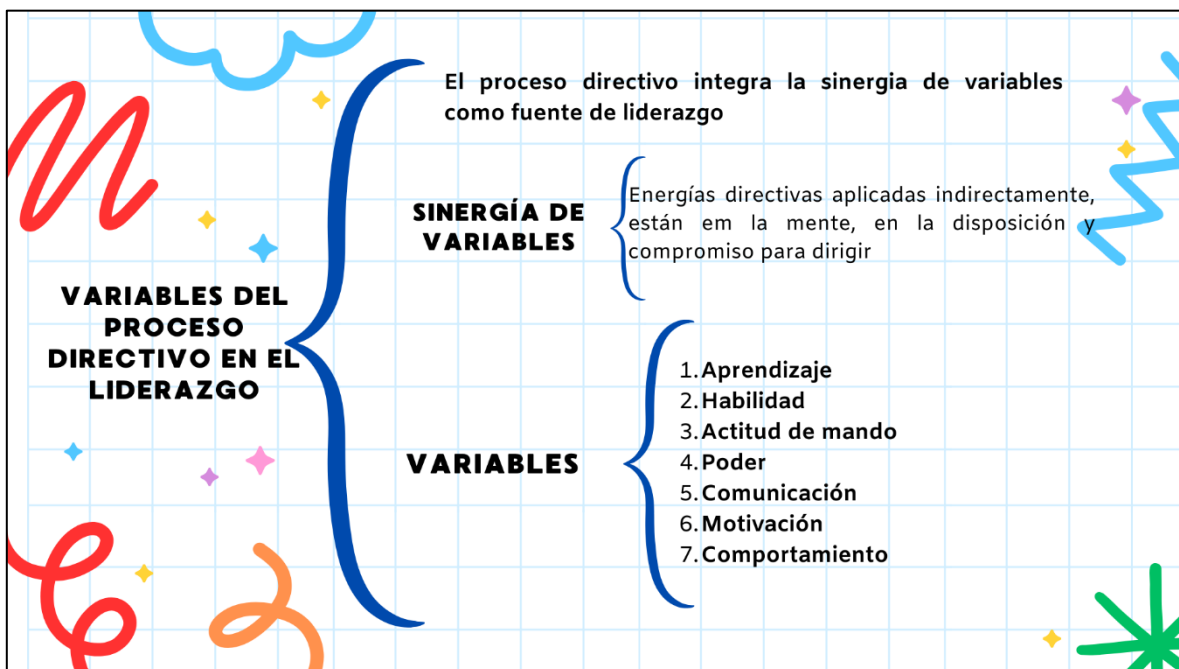 El proceso directivo integra la sinergia de variables
como fuente de liderazgo
SINERGÍA DE
VARIABLES
Energías directivas aplicadas indirectamente,
están em la mente, en la disposición y
compromiso para dirigir
VARIABLES DEL
PROCESO
DIRECTIVO EN EL
LIDERAZGO
VARIABLES
1. Aprendizaje
2. Habilidad
3. Actitud de mando
4. Poder
5. Comunicación
6. Motivación
7. Comportamiento